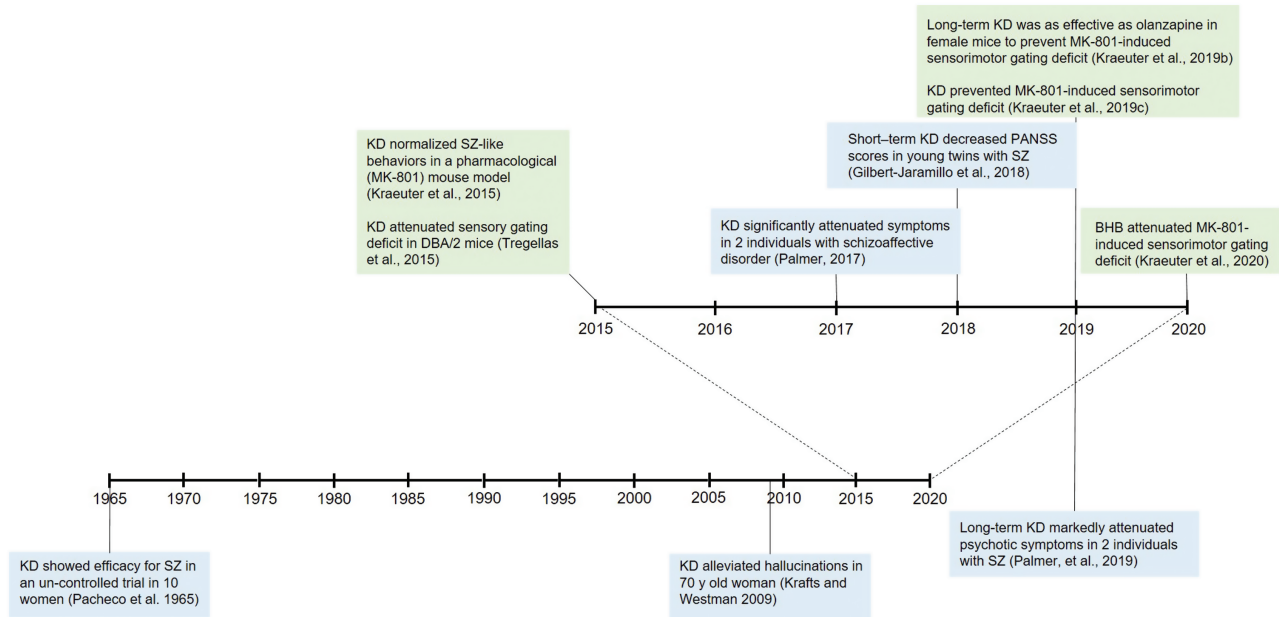 Long-term KD was as effective as olanzapine in
female mice to prevent MK-801-induced
sensorimotor gating deficit (Kraeuter et al., 2019b)
KD prevented MK-801-induced sensorimotor
gating deficit (Kraeuter et al., 2019c)
KD normalized SZ-like
behaviors in a pharmacological
(MK-801) mouse model
(Kraeuter et al., 2015)
KD attenuated sensory gating
deficit in DBA/2 mice (Tregellas
et al., 2015)
Short–term KD decreased PANSS
scores in young twins with SZ
(Gilbert-Jaramillo et al., 2018)
KD significantly attenuated symptoms
in 2 individuals with schizoaffective
disorder (Palmer, 2017)
BHB attenuated MK-801-
induced sensorimotor gating
deficit (Kraeuter et al., 2020)
2015 2016 2017 2018 2019 2020
1965 1970 1975 1980 1985 1990 1995 2000 2005 2010 2015 2020
KD showed efficacy for SZ in
an un-controlled trial in 10
women (Pacheco et al. 1965)
KD alleviated hallucinations in
70 y old woman (Krafts and
Westman 2009)
Long-term KD markedly attenuated
psychotic symptoms in 2 individuals
with SZ (Palmer, et al., 2019)